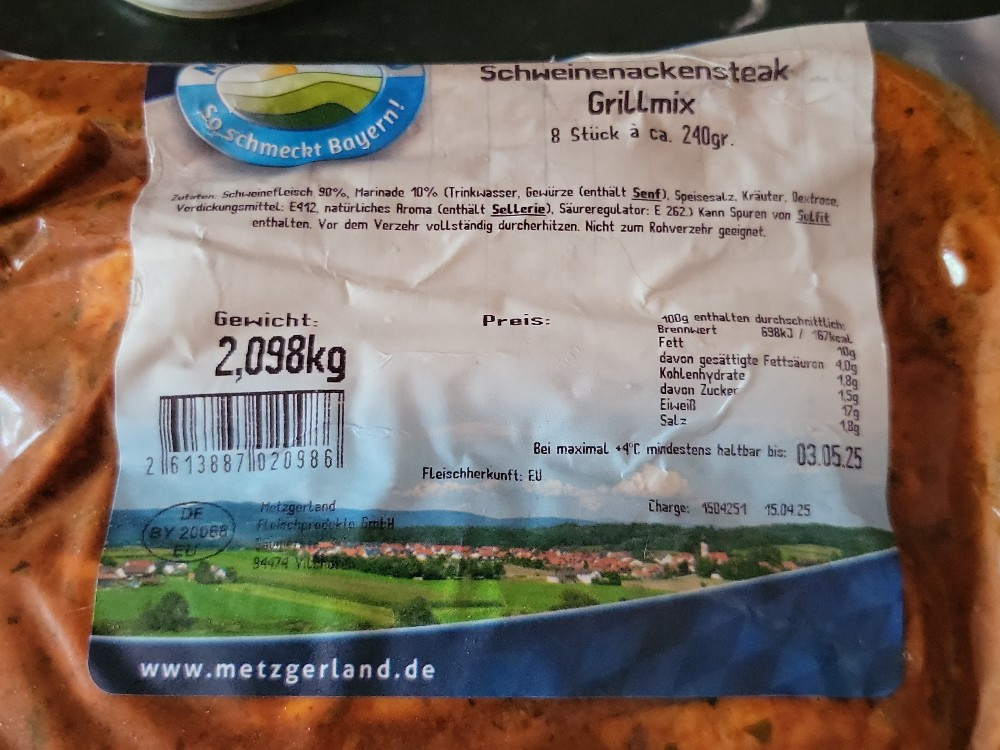 So schmeckt Bayern!
Schweinenackensteak
Grillmix
8 Stück à ca. 240gr.
Zutaten: Schweinefleisch 90%, Marinade 10% (Trinkwasser, Gewürze (enthält Senf), Speisesalz, Kräuter, Dextrose,
Verdickungsmittel: E412, natürliches Aroma (enthält Sellerie), Säureregulator: E 262.) Kann Spuren von Sulfit
enthalten. Vor dem Verzehr vollständig durcherhitzen. Nicht zum Rohverzehr geeignet.
Gewicht:
2,098kg
Preis:
100g enthalten durchschnittlich:
Brennwert 698kJ / 167kcal
Fett 10g
davon gesättigte Fettsäuren 4,0g
Kohlenhydrate 1,8g
davon Zucker 1,5g
Eiweiß 17g
Salz 1,8g
2 613887 020986
Bei maximal +4°C mindestens haltbar bis: 03.05.25
Fleischherkunft: EU
Charge: 1504251 15.04.25
DE
BY 20068
EU
Metzgerland
Fleischprodukte GmbH
94474
www.metzgerland.de